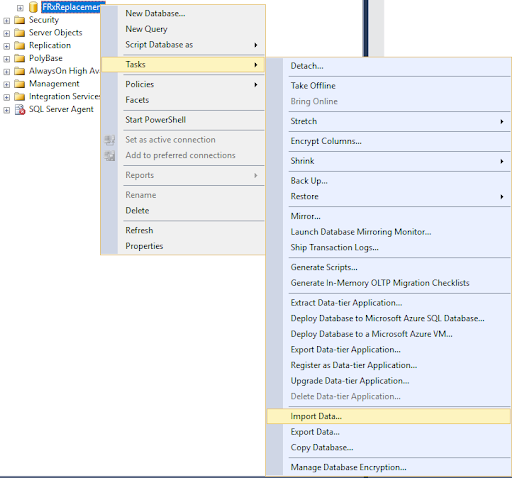 FRxReplacement
Security
Server Objects
Replication
PolyBase
AlwaysOn High Av
Management
Integration Services
SQL Server Agent
New Database...
New Query
Script Database as
Tasks
Policies
Facets
Start PowerShell
Set as active connection
Add to preferred connections
Reports
Rename
Delete
Refresh
Properties
Detach...
Take Offline
Bring Online
Stretch
Encrypt Columns...
Shrink
Back Up...
Restore
Mirror...
Launch Database Mirroring Monitor...
Ship Transaction Logs...
Generate Scripts...
Generate In-Memory OLTP Migration Checklists
Extract Data-tier Application...
Deploy Database to Microsoft Azure SQL Database...
Deploy Database to a Microsoft Azure VM...
Export Data-tier Application...
Register as Data-tier Application...
Upgrade Data-tier Application...
Delete Data-tier Application...
Import Data...
Export Data...
Copy Database...
Manage Database Encryption...